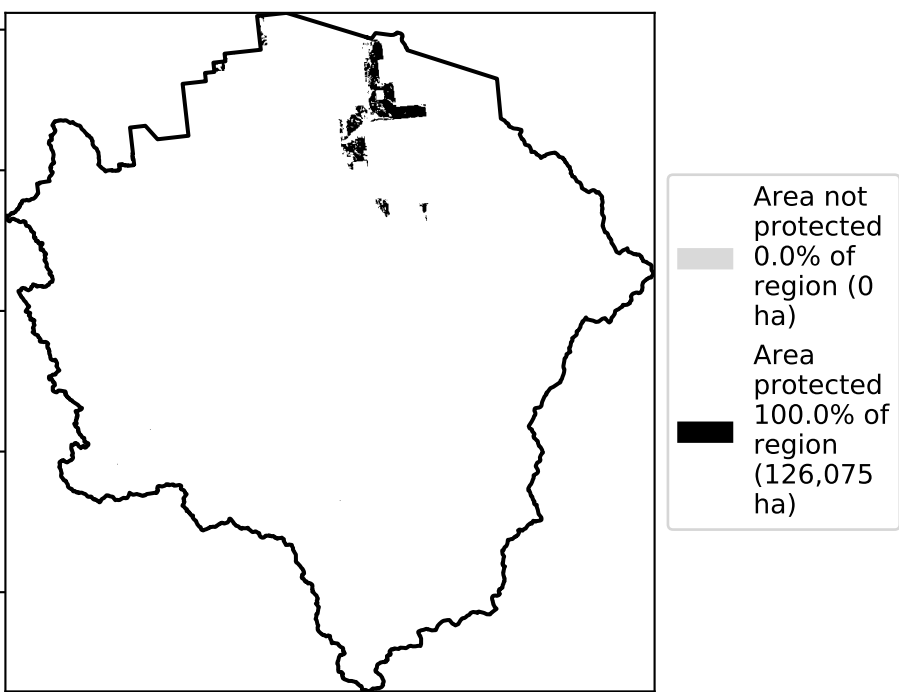 Area not
protected
0.0% of
region (0
ha)
Area
protected
100.0% of
region
(126,075
ha)